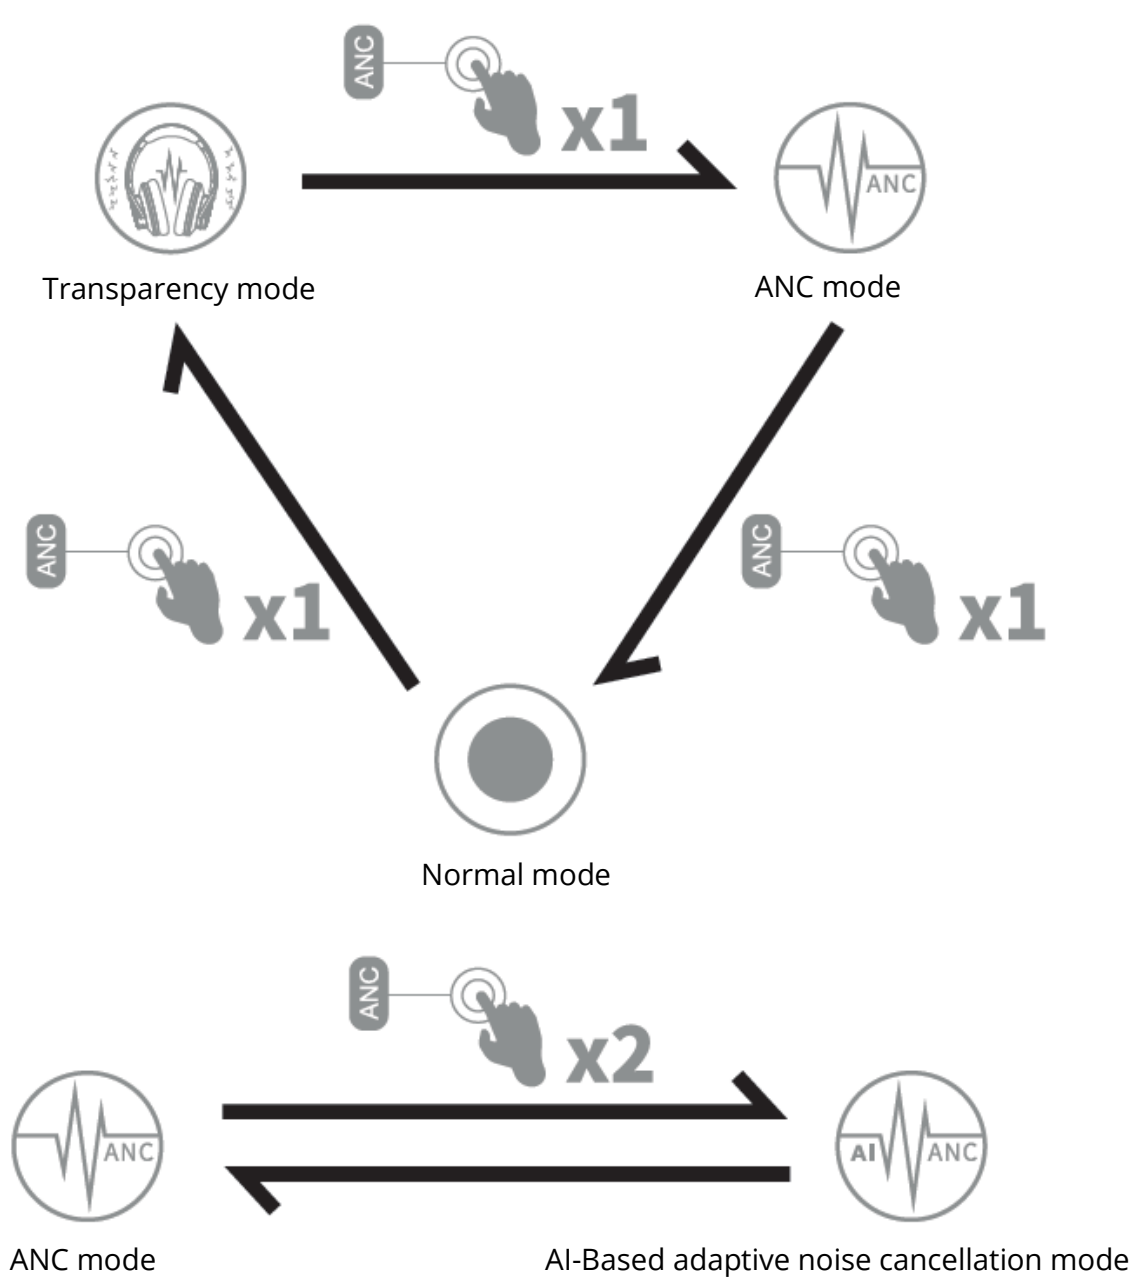 ANC
x1
ANC
Transparency mode
ANC mode
ANC
x1
ANC
x1
Normal mode
ANC
x2
ANC
AI ANC
ANC mode
AI-Based adaptive noise cancellation mode